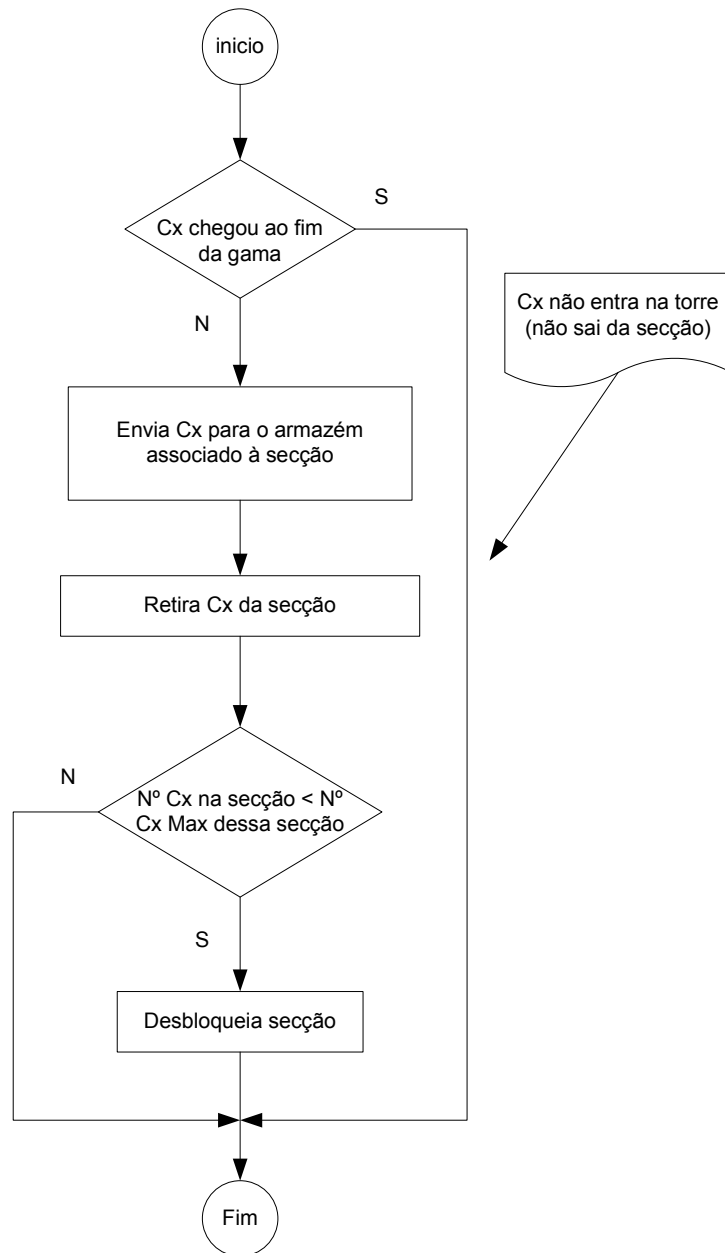 inicio
S
Cx chegou ao fim
da gama
Cx não entra na torre
(não sai da secção)
N
Envia Cx para o armazém
associado à secção
Retira Cx da secção
N
Nº Cx na secção < Nº
Cx Max dessa secção
S
Desbloqueia secção
Fim